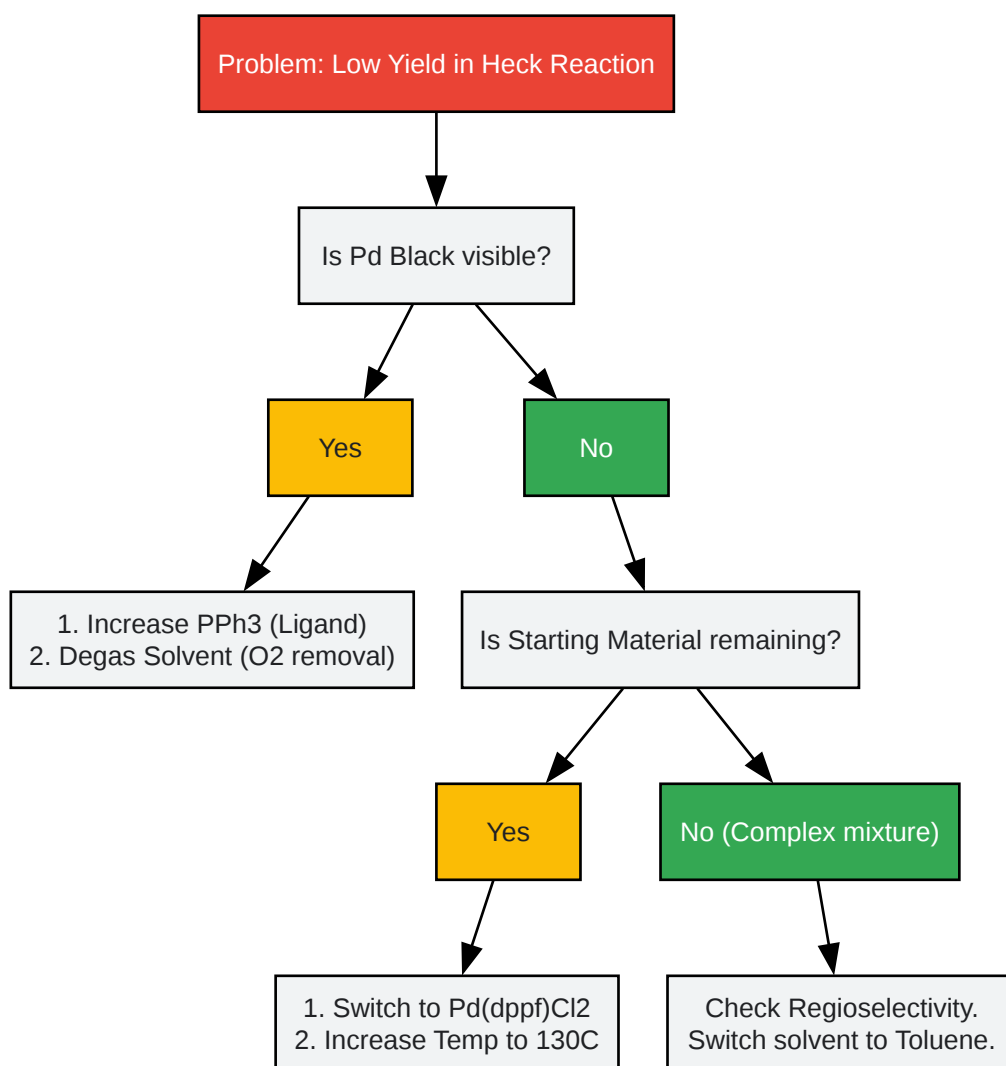 Problem: Low Yield in Heck Reaction
Is Pd Black visible?
Yes
No
1. Increase PPh3 (Ligand)
2. Degas Solvent (O2 removal)
Is Starting Material remaining?
Yes
No (Complex mixture)
1. Switch to Pd(dppf)Cl2
2. Increase Temp to 130C
Check Regioselectivity.
Switch solvent to Toluene.